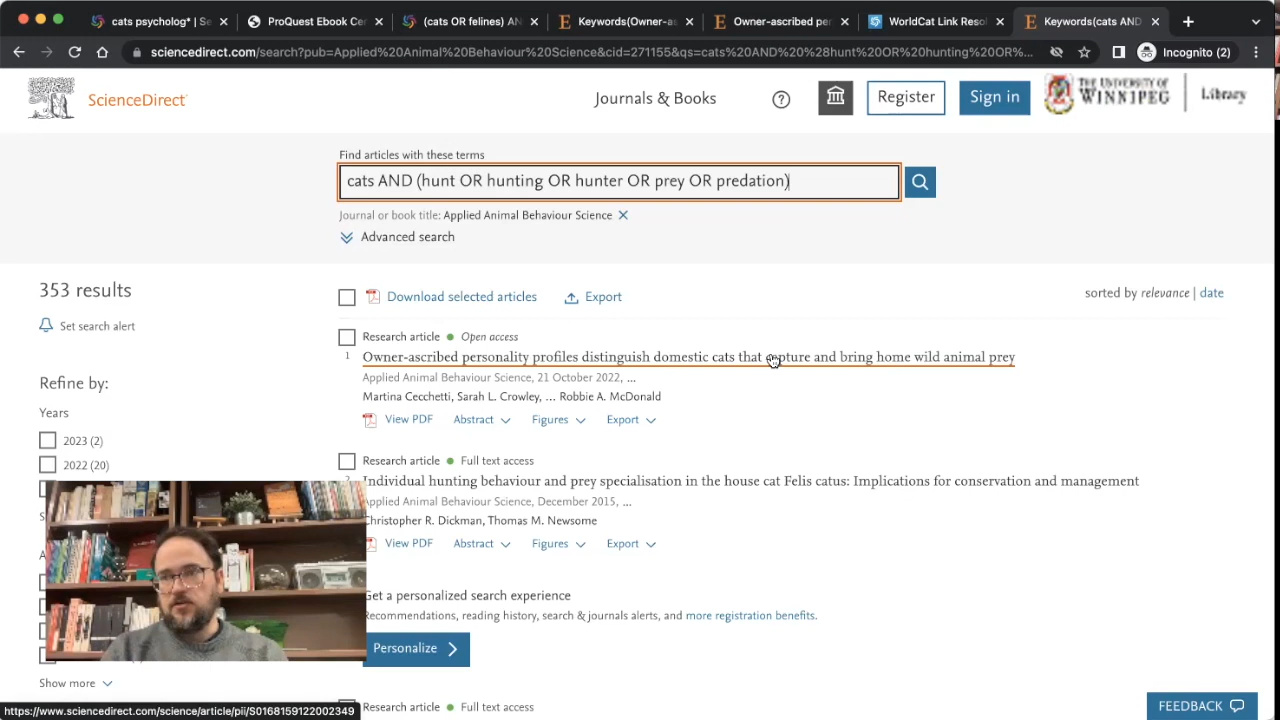 cats psycholog* | Se
ProQuest Ebook Cent
(cats OR felines) AN
Keywords(Owner-as
Owner-ascribed per
WorldCat Link Resol
Keywords(cats AND
sciencedirect.com/search?pub=Applied%20Animal%20Behaviour%20Science&cid=271155&qs=cats%20AND%20%28hunt%20OR%20hunting%20OR%...
Incognito (2)
ScienceDirect
Journals & Books
Register
Sign in
THE UNIVERSITY OF
WINNIPEG
Library
Find articles with these terms
cats AND (hunt OR hunting OR hunter OR prey OR predation)
Journal or book title: Applied Animal Behaviour Science
Advanced search
353 results
Download selected articles
Export
sorted by relevance | date
Set search alert
Research article
Open access
1
Owner-ascribed personality profiles distinguish domestic cats that capture and bring home wild animal prey
Applied Animal Behaviour Science, 21 October 2022, ...
Martina Cecchetti, Sarah L. Crowley, ... Robbie A. McDonald
View PDF
Abstract
Figures
Export
Refine by:
Years
2023 (2)
2022 (20)
Research article
Full text access
Individual hunting behaviour and prey specialisation in the house cat Felis catus: Implications for conservation and management
Applied Animal Behaviour Science, December 2015, ...
Christopher R. Dickman, Thomas M. Newsome
View PDF
Abstract
Figures
Export
Get a personalized search experience
Recommendations, reading history, search & journals alerts, and more registration benefits.
Personalize
Show more
Research article
Full text access
FEEDBACK
https://www.sciencedirect.com/science/article/pii/S0168159122002349